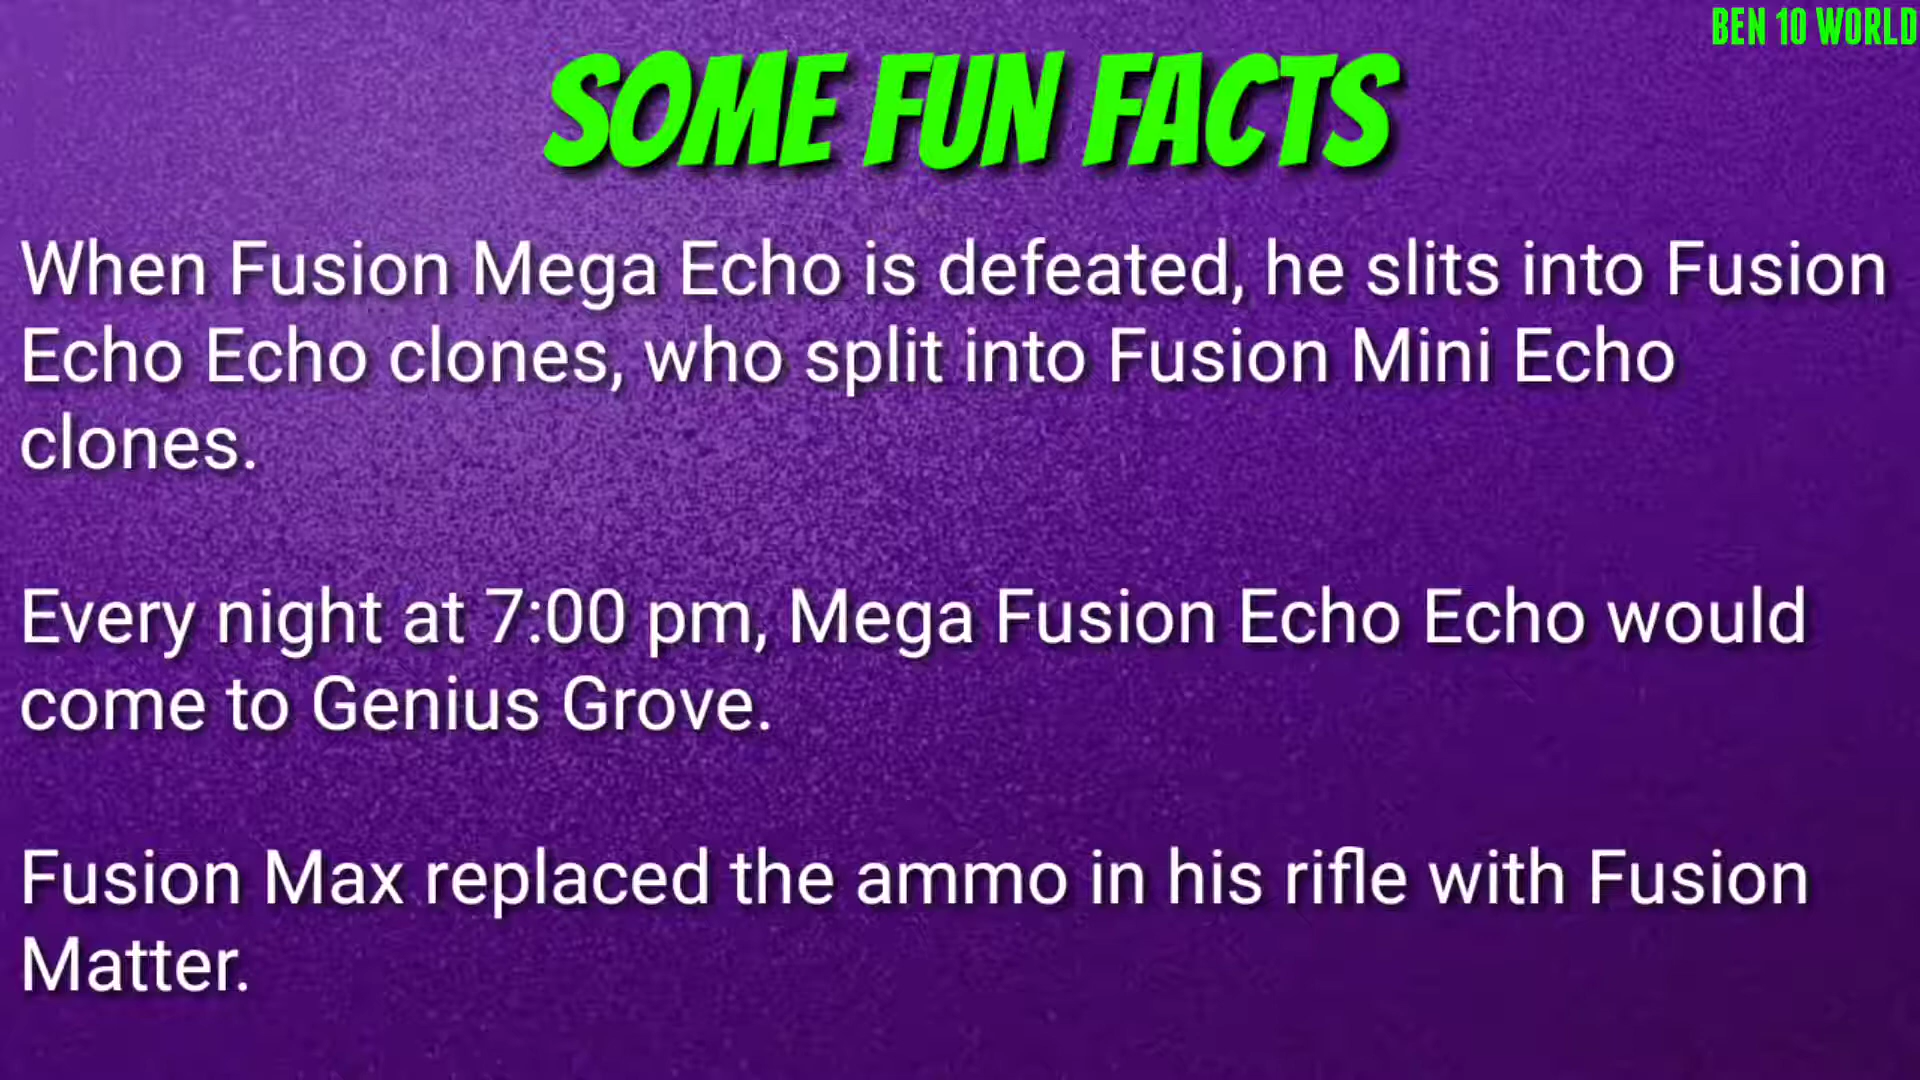 BEN 10 WORLD
SOME FUN FACTS
When Fusion Mega Echo is defeated, he slits into Fusion
Echo Echo clones, who split into Fusion Mini Echo
clones.
Every night at 7:00 pm, Mega Fusion Echo Echo would
come to Genius Grove.
Fusion Max replaced the ammo in his rifle with Fusion
Matter.